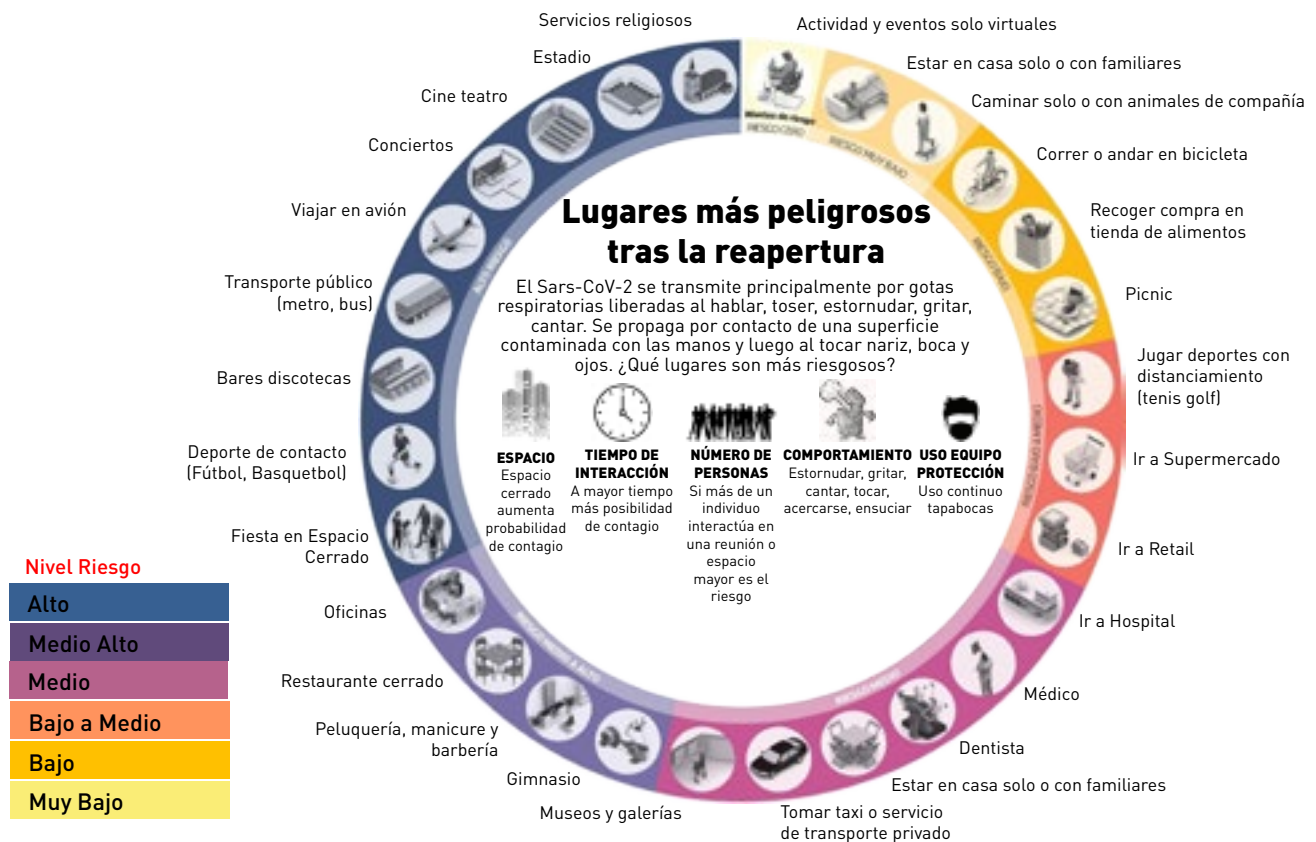 Servicios religiosos
Actividad y eventos solo virtuales
Estadio
Estar en casa solo o con familiares
Cine teatro
Caminar solo o con animales de compañía
Conciertos
Correr o andar en bicicleta
Viajar en avión
Recoger compra en
tienda de alimentos
Transporte público
(metro, bus)
Picnic
Bares discotecas
Jugar deportes con
distanciamiento
(tenis golf)
Deporte de contacto
(Fútbol, Basquetbol)
Ir a Supermercado
Fiesta en Espacio
Cerrado
Ir a Retail
Oficinas
Ir a Hospital
Restaurante cerrado
Médico
Peluquería, manicure y
barbería
Dentista
Gimnasio
Estar en casa solo o con familiares
Museos y galerías
Tomar taxi o servicio
de transporte privado
RIESGO CERO
RIESGO MUY BAJO
RIESGO BAJO
RIESGO MEDIO
Lugares más peligrosos
tras la reapertura
El Sars-CoV-2 se transmite principalmente por gotas
respiratorias liberadas al hablar, toser, estornudar, gritar,
cantar. Se propaga por contacto de una superficie
contaminada con las manos y luego al tocar nariz, boca y
ojos. ¿Qué lugares son más riesgosos?
ESPACIO
Espacio
cerrado
aumenta
probabilidad
de contagio
TIEMPO DE
INTERACCIÓN
A mayor tiempo
más posibilidad
de contagio
NÚMERO DE
PERSONAS
Si más de un
individuo
interactúa en
una reunión o
espacio
mayor es el
riesgo
COMPORTAMIENTO
Estornudar, gritar,
cantar, tocar,
acercarse, ensuciar
USO EQUIPO
PROTECCIÓN
Uso continuo
tapabocas
Nivel Riesgo
Alto
Medio Alto
Medio
Bajo a Medio
Bajo
Muy Bajo